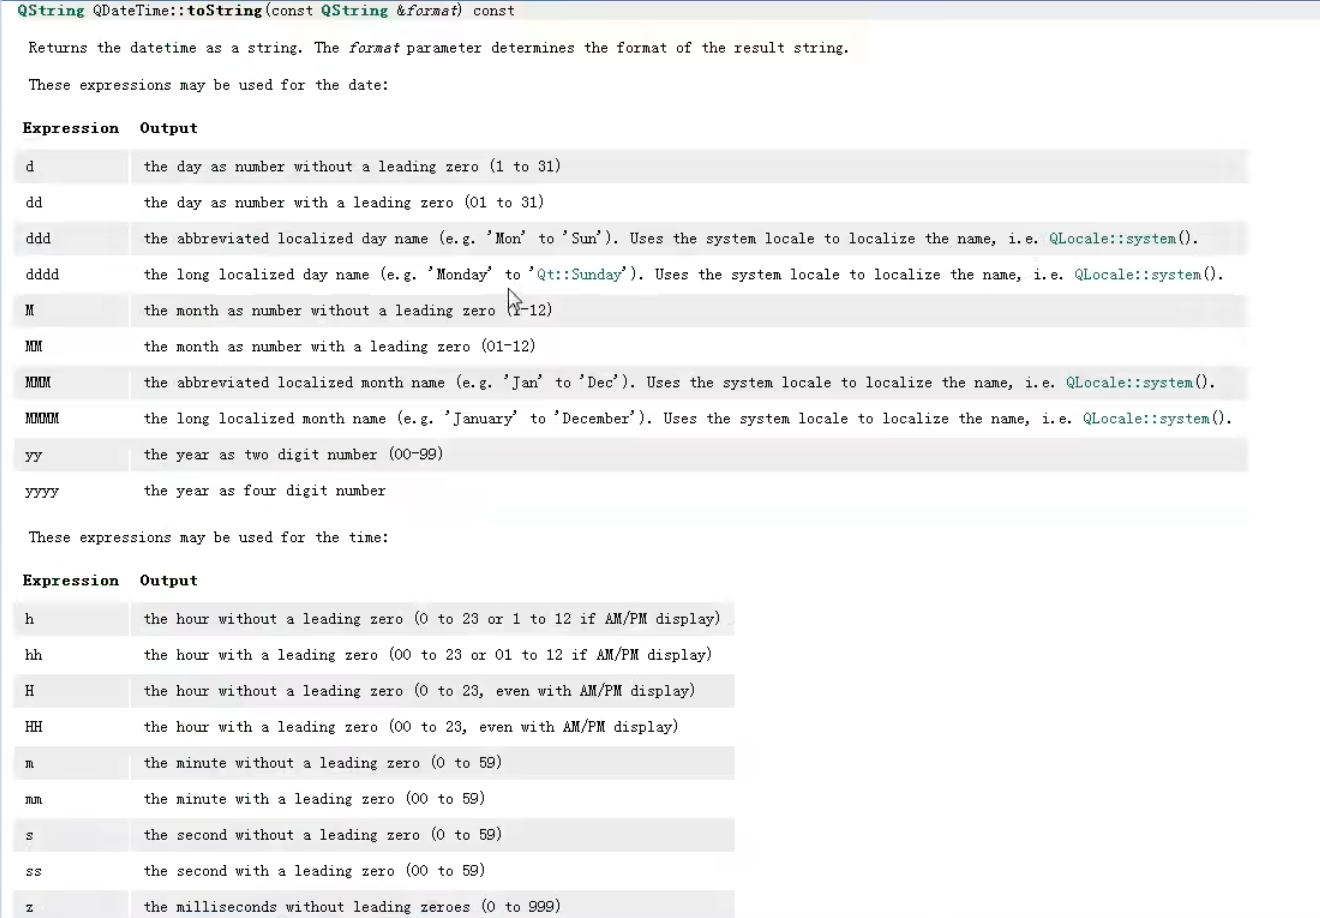 QString QDateTime::toString(const QString &format) const
Returns the datetime as a string. The format parameter determines the format of the result string.
These expressions may be used for the date:
Expression Output
d the day as number without a leading zero (1 to 31)
dd the day as number with a leading zero (01 to 31)
ddd the abbreviated localized day name (e.g. 'Mon' to 'Sun'). Uses the system locale to localize the name, i.e. QLocale::system().
dddd the long localized day name (e.g. 'Monday' to 'Qt::Sunday'). Uses the system locale to localize the name, i.e. QLocale::system().
M the month as number without a leading zero (1-12)
MM the month as number with a leading zero (01-12)
MMM the abbreviated localized month name (e.g. 'Jan' to 'Dec'). Uses the system locale to localize the name, i.e. QLocale::system().
MMMM the long localized month name (e.g. 'January' to 'December'). Uses the system locale to localize the name, i.e. QLocale::system().
yy the year as two digit number (00-99)
yyyy the year as four digit number
These expressions may be used for the time:
Expression Output
h the hour without a leading zero (0 to 23 or 1 to 12 if AM/PM display)
hh the hour with a leading zero (00 to 23 or 01 to 12 if AM/PM display)
H the hour without a leading zero (0 to 23, even with AM/PM display)
HH the hour with a leading zero (00 to 23, even with AM/PM display)
m the minute without a leading zero (0 to 59)
mm the minute with a leading zero (00 to 59)
s the second without a leading zero (0 to 59)
ss the second with a leading zero (00 to 59)
z the milliseconds without leading zeroes (0 to 999)